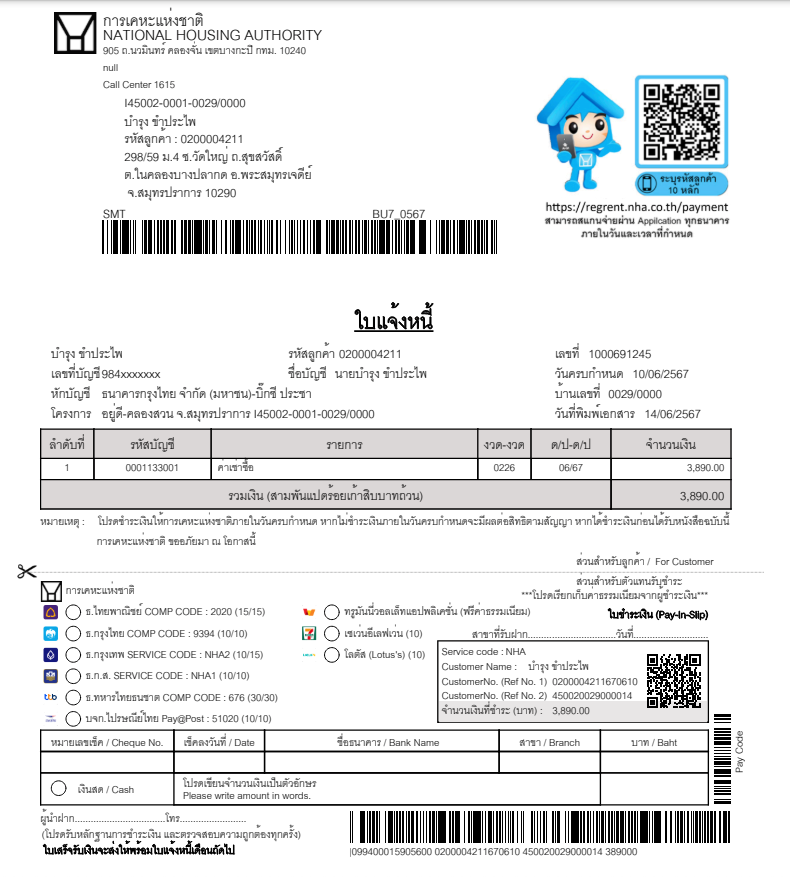 การเคหะแห่งชาติ
NATIONAL HOUSING AUTHORITY
905 ถ.นวมินทร์ คลองจั่น เขตบางกะปิ กทม. 10240
null
Call Center 1615
I45002-0001-0029/0000
บำรุง ขำประไพ
รหัสลูกค้า : 0200004211
298/59 ม.4 ซ.วัดใหญ่ ถ.สุขสวัสดิ์
ต.ในคลองบางปลากด อ.พระสมุทรเจดีย์
จ.สมุทรปราการ 10290
SMT BU7_0567
ระบุรหัสลูกค้า
10 หลัก
https://regrent.nha.co.th/payment
สามารถสแกนจ่ายผ่าน Appilcation ทุกธนาคาร
ภายในวันและเวลาที่กำหนด
ใบแจ้งหนี้
บำรุง ขำประไพ รหัสลูกค้า 0200004211 เลขที่ 1000691245
เลขที่บัญชี 984xxxxxxx ชื่อบัญชี นายบำรุง ขำประไพ วันครบกำหนด 10/06/2567
หักบัญชี ธนาคารกรุงไทย จำกัด (มหาชน)-บิ๊กซี ประชา บ้านเลขที่ 0029/0000
โครงการ อยู่ดี-คลองสวน จ.สมุทรปราการ I45002-0001-0029/0000 วันที่พิมพ์เอกสาร 14/06/2567
ลำดับที่ รหัสบัญชี รายการ งวด-งวด ด/ป-ด/ป จำนวนเงิน
1 0001133001 ค่าเช่าซื้อ 0226 06/67 3,890.00
รวมเงิน (สามพันแปดร้อยเก้าสิบบาทถ้วน) 3,890.00
หมายเหตุ : โปรดชำระเงินให้การเคหะแห่งชาติภายในวันครบกำหนด หากไม่ชำระเงินภายในวันครบกำหนดจะมีผลต่อสิทธิตามสัญญา หากได้ชำระเงินก่อนได้รับหนังสือฉบับนี้
การเคหะแห่งชาติ ขออภัยมา ณ โอกาสนี้
ส่วนสำหรับลูกค้า / For Customer
ส่วนสำหรับตัวแทนรับชำระ
การเคหะแห่งชาติ ***โปรดเรียกเก็บค่าธรรมเนียมจากผู้ชำระเงิน***
ธ.ไทยพาณิชย์ COMP CODE : 2020 (15/15) ทรูมันนี่วอลเล็ทแอปพลิเคชั่น (ฟรีค่าธรรมเนียม) ใบชำระเงิน (Pay-In-Slip)
ธ.กรุงไทย COMP CODE : 9394 (10/10) เซเว่นอีเลฟเว่น (10) สาขาที่รับฝาก........................วันที่........................
ธ.กรุงเทพ SERVICE CODE : NHA2 (10/15) โลตัส (Lotus's) (10)
ธ.ก.ส. SERVICE CODE : NHA1 (10/10)
ธ.ทหารไทยธนชาต COMP CODE : 676 (30/30)
บจก.ไปรษณีย์ไทย Pay@Post : 51020 (10/10)
Service code : NHA
Customer Name : บำรุง ขำประไพ
CustomerNo. (Ref No. 1) 0200004211670610
CustomerNo. (Ref No. 2) 450020029000014
จำนวนเงินที่ชำระ (บาท) : 3,890.00
Pay Code
หมายเลขเช็ค / Cheque No. เช็คลงวันที่ / Date ชื่อธนาคาร / Bank Name สาขา / Branch บาท / Baht
เงินสด / Cash โปรดเขียนจำนวนเงินเป็นตัวอักษร
Please write amount in words.
ผู้นำฝาก..............................โทร......................
(โปรดรับหลักฐานการชำระเงิน และตรวจสอบความถูกต้องทุกครั้ง)
ใบเสร็จรับเงินจะส่งให้พร้อมใบแจ้งหนี้เดือนถัดไป
|099400015905600 0200004211670610 450020029000014 389000